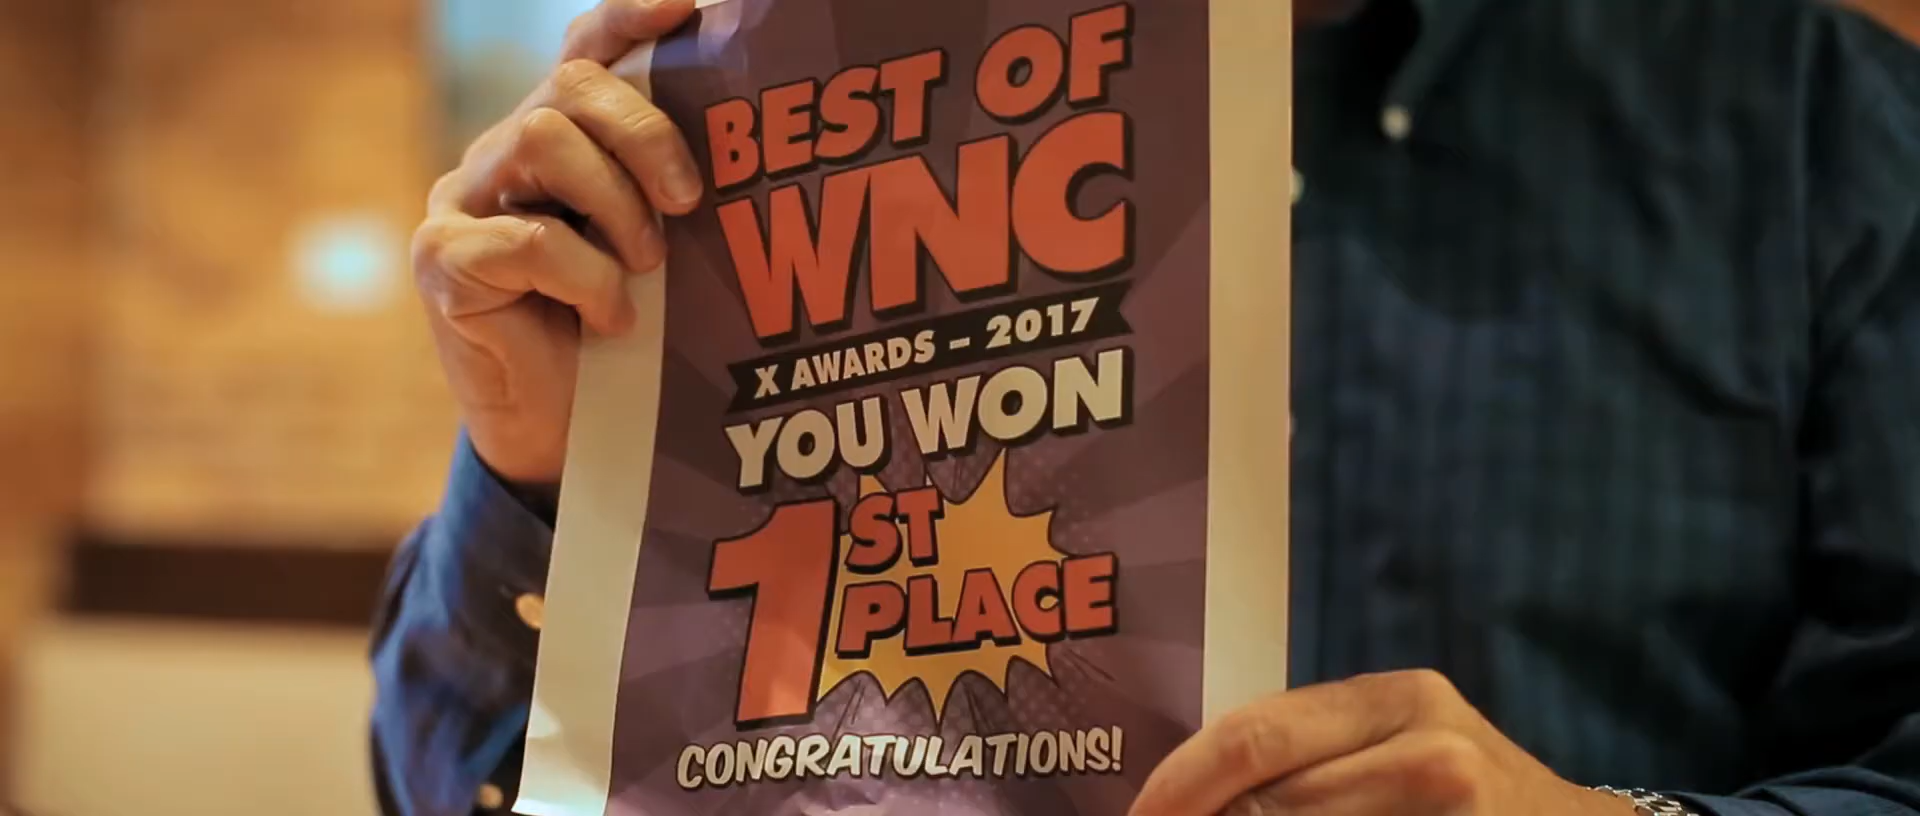 BEST OF
WNC
X AWARDS – 2017
YOU WON
1ST
PLACE
CONGRATULATIONS!